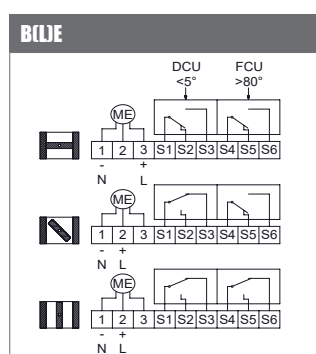 B(L)E
DCU FCU
<5° >80°
ME
1 2 3 S1 S2 S3 S4 S5 S6
- +
N L
ME
1 2 3 S1 S2 S3 S4 S5 S6
- +
N L
ME
1 2 3 S1 S2 S3 S4 S5 S6
- +
N L